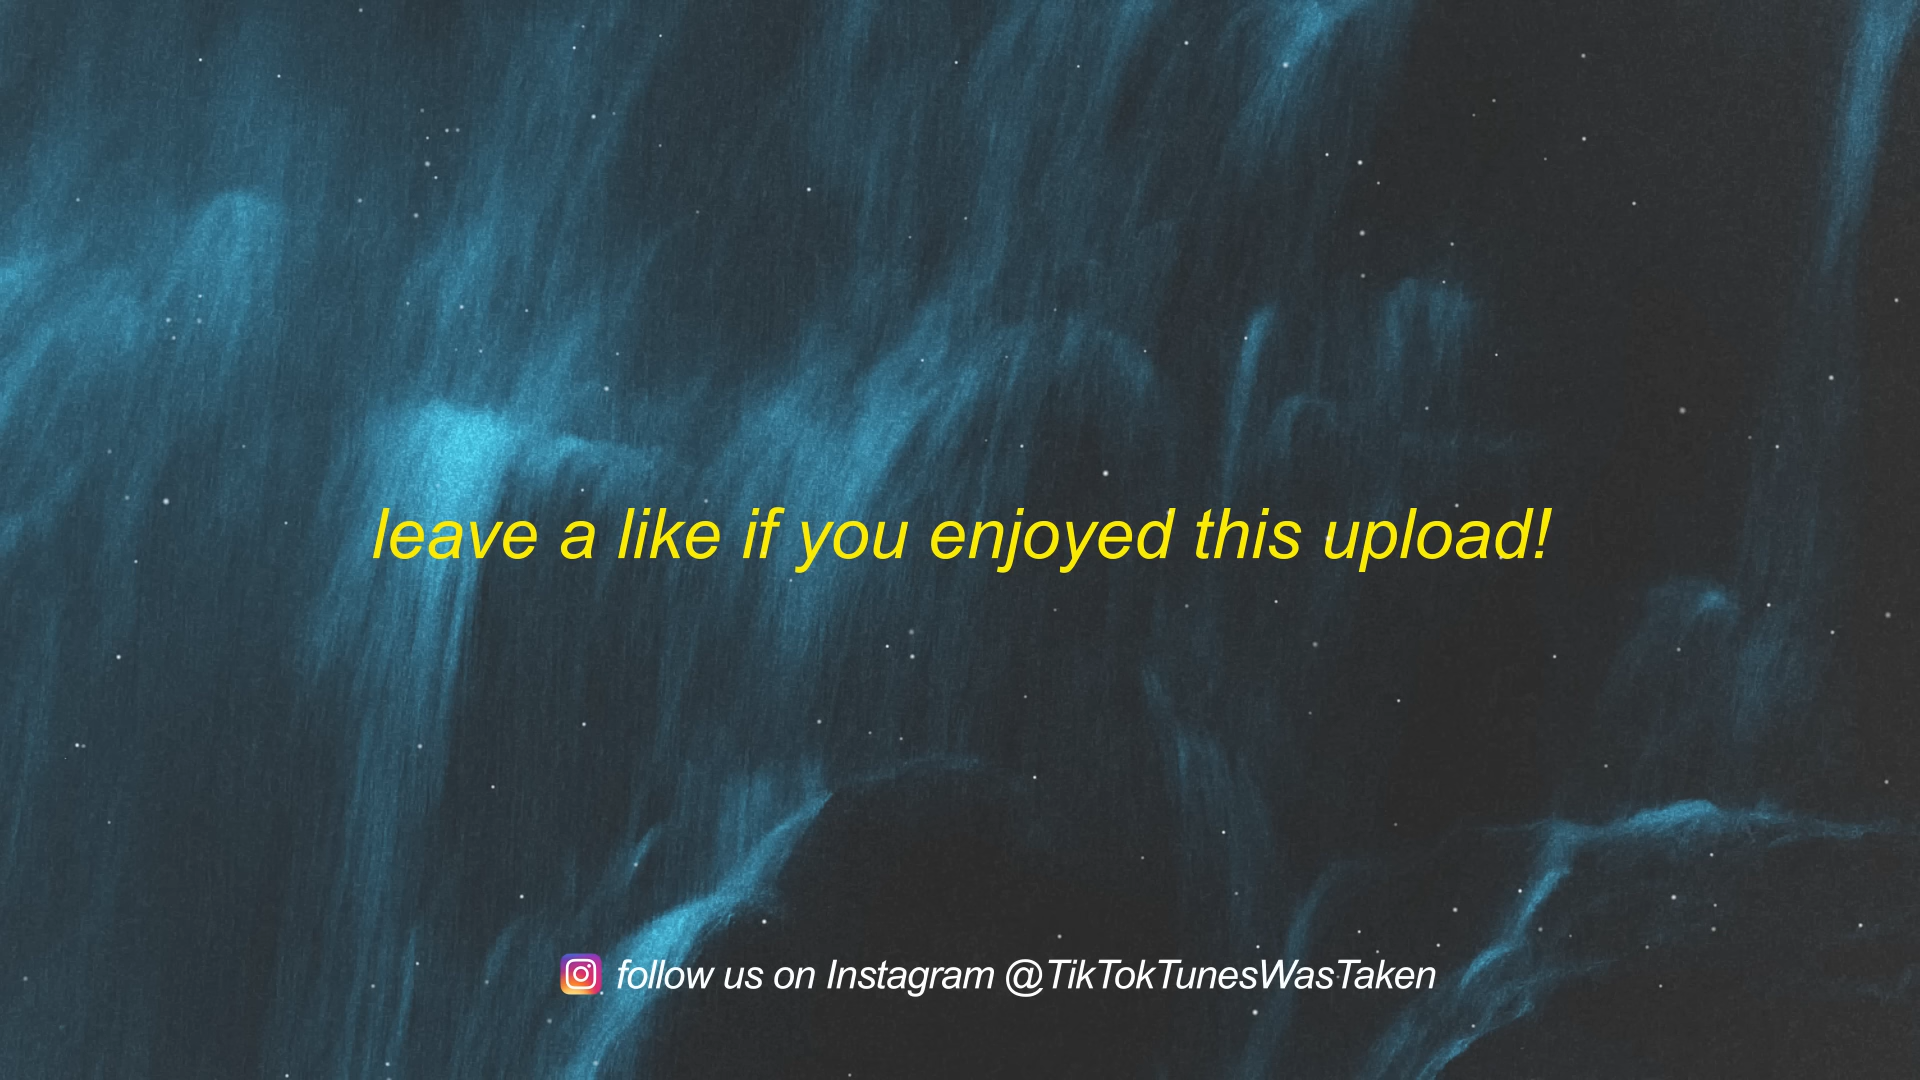 leave a like if you enjoyed this upload!
follow us on Instagram @TikTokTunesWasTaken